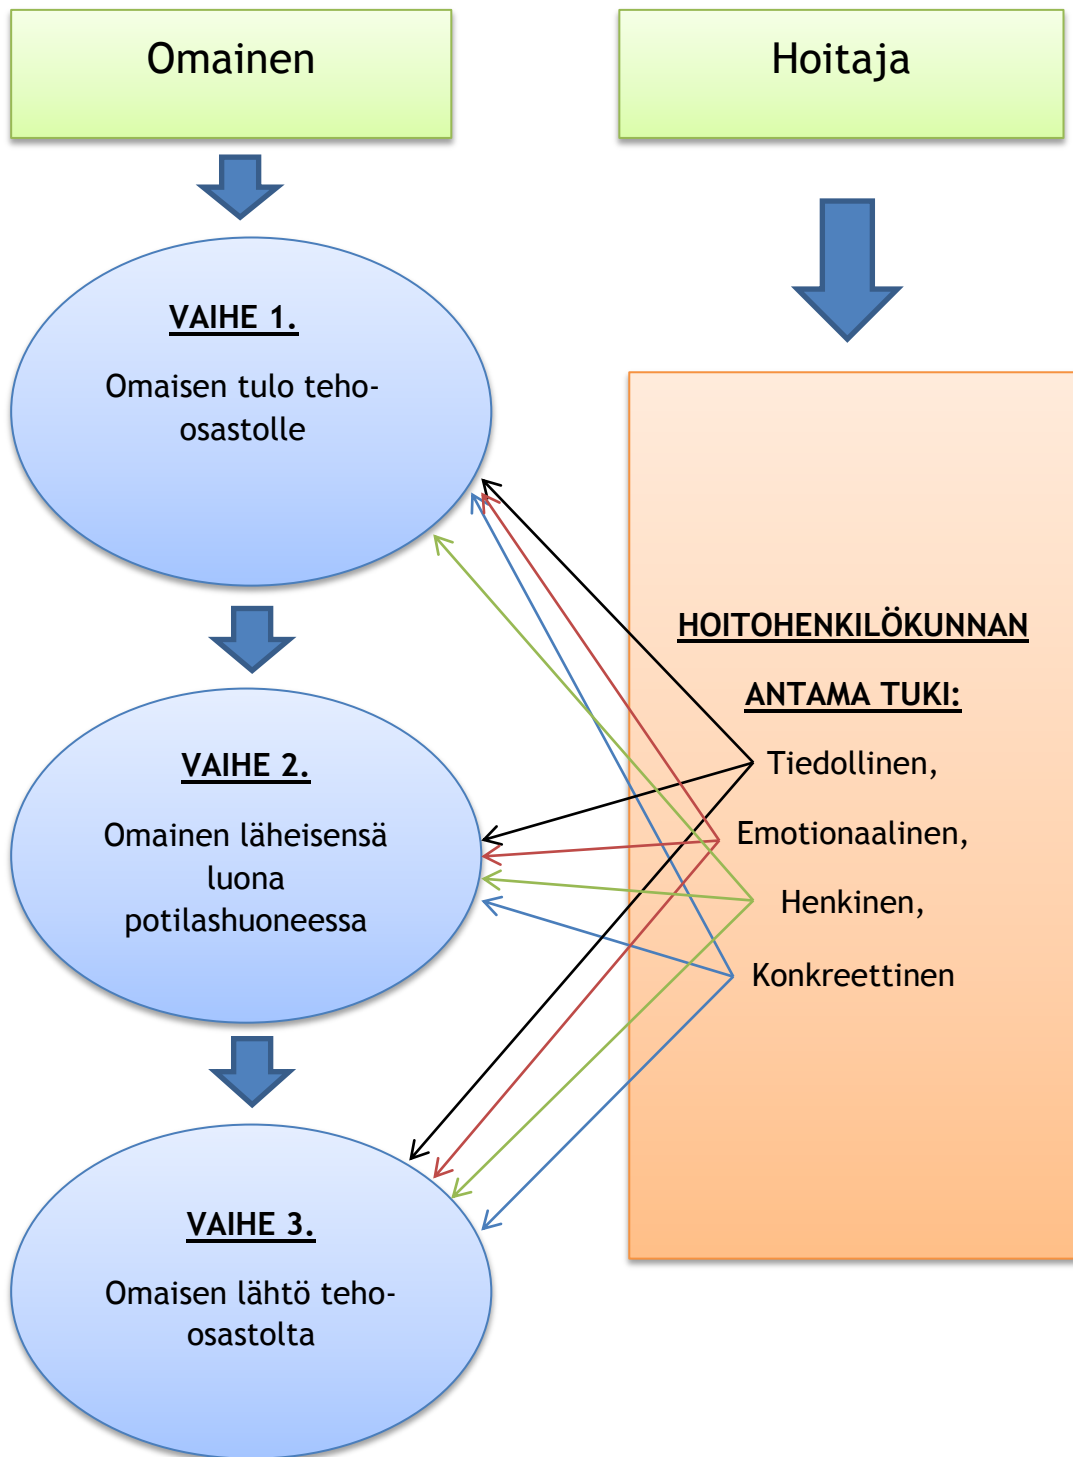 Omainen
Hoitaja
VAIHE 1.
Omaisen tulo teho-
osastolle
VAIHE 2.
Omainen läheisensä
luona
potilashuoneessa
VAIHE 3.
Omaisen lähtö teho-
osastolta
HOITOHENKILÖKUNNAN
ANTAMA TUKI:
Tiedollinen,
Emotionaalinen,
Henkinen,
Konkreettinen